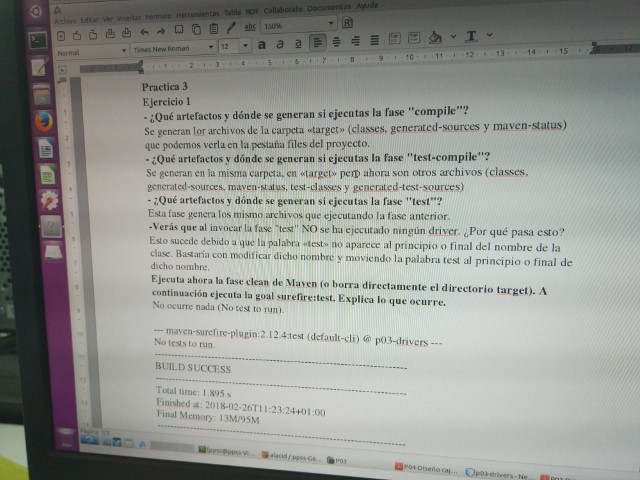 Archivo Editar Ver Insertar Formato Herramientas Tabla PDF Collaborate Documentos Ayuda
abc 150% R
Normal Times New Roman 12 a a a T
Practica 3
Ejercicio 1
- ¿Qué artefactos y dónde se generan si ejecutas la fase "compile"?
Se generan lor archivos de la carpeta «target» (classes, generated-sources y maven-status)
que podemos verla en la pestaña files del proyecto.
- ¿Qué artefactos y dónde se generan si ejecutas la fase "test-compile"?
Se generan en la misma carpeta, en «target» pero ahora son otros archivos (classes,
generated-sources, maven-status, test-classes y generated-test-sources)
- ¿Qué artefactos y dónde se generan si ejecutas la fase "test"?
Esta fase genera los mismo archivos que ejecutando la fase anterior.
-Verás que al invocar la fase "test" NO se ha ejecutado ningún driver. ¿Por qué pasa esto?
Esto sucede debido a que la palabra «test» no aparece al principio o final del nombre de la
clase. Bastaría con modificar dicho nombre y moviendo la palabra test al principio o final de
dicho nombre.
Ejecuta ahora la fase clean de Maven (o borra directamente el directorio target). A
continuación ejecuta la goal surefire:test. Explica lo que ocurre.
No ocurre nada (No test to run).
--- maven-surefire-plugin:2.12.4:test (default-cli) @ p03-drivers ---
No tests to run.
------------------------------------------------------------------------
BUILD SUCCESS
------------------------------------------------------------------------
Total time: 1.895 s
Finished at: 2018-02-26T11:23:24+01:00
Final Memory: 13M/95M
------------------------------------------------------------------------
ppss@ppss-Vi... alacid / ppss-G6... P03 P04-Diseño caj... p03-drivers - Ne...